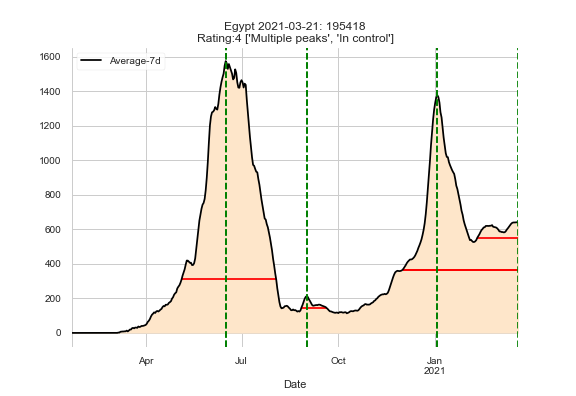 Egypt 2021-03-21: 195418
Rating:4 ['Multiple peaks', 'In control']
Average-7d
1600
1400
1200
1000
800
600
400
200
0
Apr
Jul
Oct
Jan
2021
Date